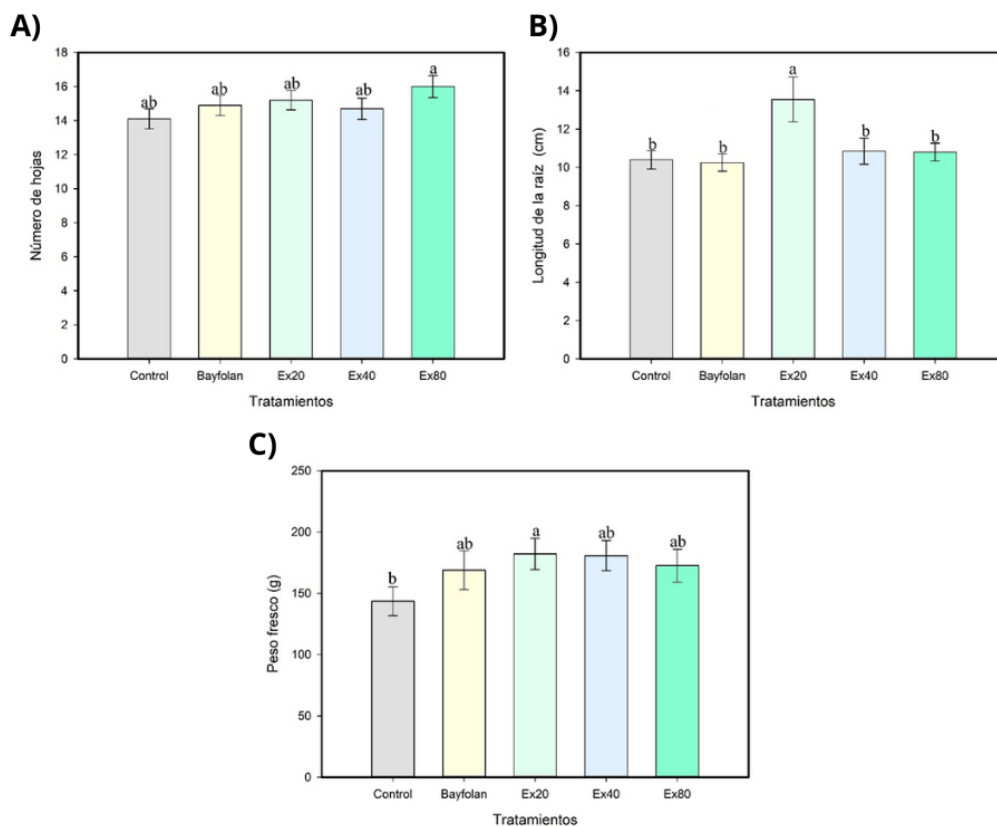 A)
Número de hojas
18
16
14
12
10
8
6
4
2
0
ab
ab
ab
ab
a
Control Bayfolan Ex20 Ex40 Ex80
Tratamientos
B)
Longitud de la raíz (cm)
16
14
12
10
8
6
4
2
0
b
b
a
b
b
Control Bayfolan Ex20 Ex40 Ex80
Tratamientos
C)
Peso fresco (g)
250
200
150
100
50
0
b
ab
a
ab
ab
Control Bayfolan Ex20 Ex40 Ex80
Tratamientos